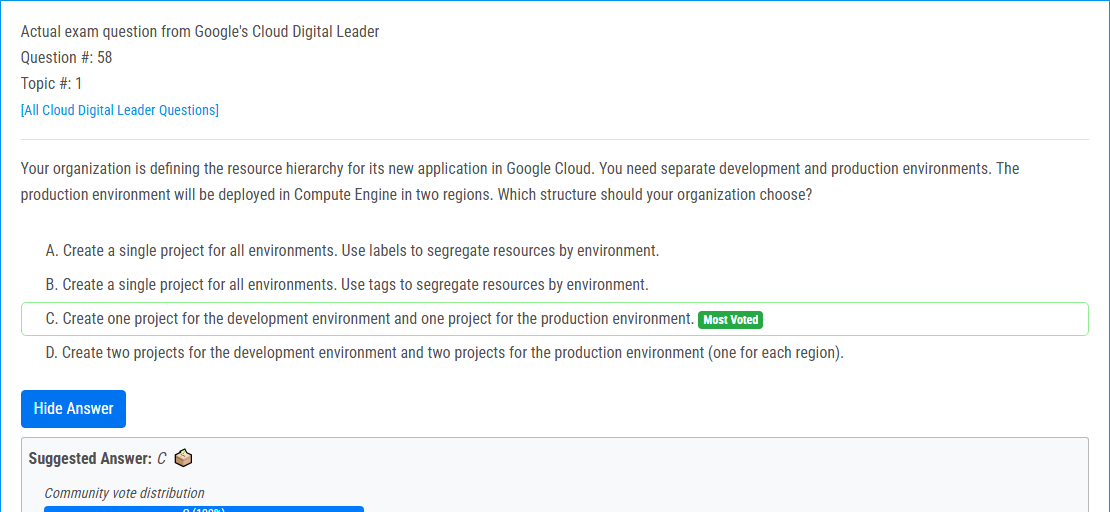 Actual exam question from Google's Cloud Digital Leader
Question #: 58
Topic #: 1
[All Cloud Digital Leader Questions]
Your organization is defining the resource hierarchy for its new application in Google Cloud. You need separate development and production environments. The
production environment will be deployed in Compute Engine in two regions. Which structure should your organization choose?
A. Create a single project for all environments. Use labels to segregate resources by environment.
B. Create a single project for all environments. Use tags to segregate resources by environment.
C. Create one project for the development environment and one project for the production environment. Most Voted
D. Create two projects for the development environment and two projects for the production environment (one for each region).
Hide Answer
Suggested Answer: C
Community vote distribution
C (100%)